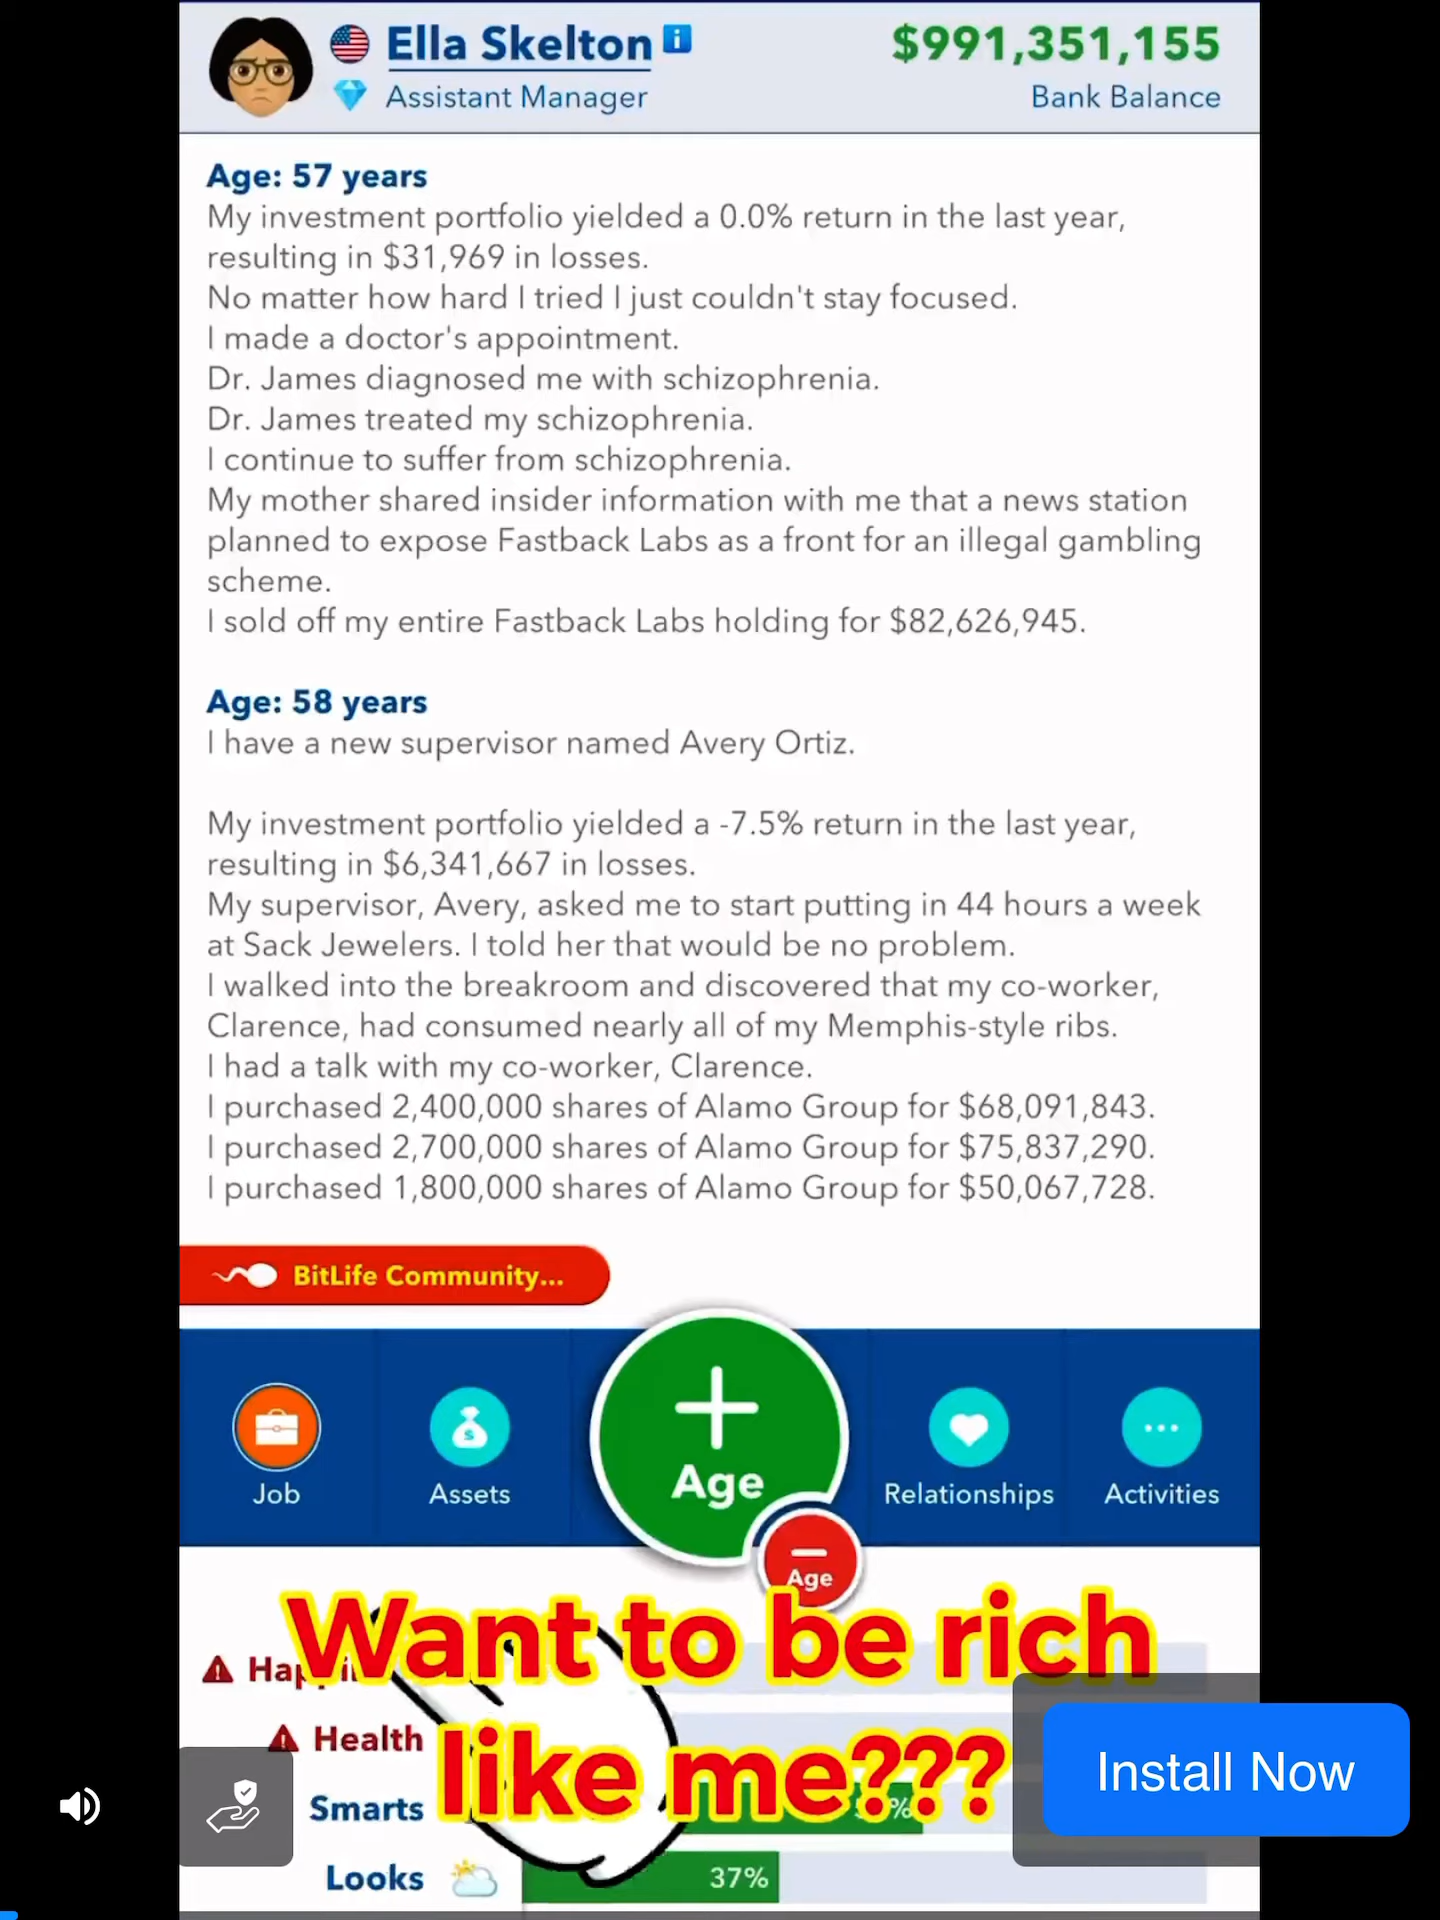 Ella Skelton
$991,351,155
Assistant Manager
Bank Balance
Age: 57 years
My investment portfolio yielded a 0.0% return in the last year,
resulting in $31,969 in losses.
No matter how hard I tried I just couldn't stay focused.
I made a doctor's appointment.
Dr. James diagnosed me with schizophrenia.
Dr. James treated my schizophrenia.
I continue to suffer from schizophrenia.
My mother shared insider information with me that a news station
planned to expose Fastback Labs as a front for an illegal gambling
scheme.
I sold off my entire Fastback Labs holding for $82,626,945.
Age: 58 years
I have a new supervisor named Avery Ortiz.
My investment portfolio yielded a -7.5% return in the last year,
resulting in $6,341,667 in losses.
My supervisor, Avery, asked me to start putting in 44 hours a week
at Sack Jewelers. I told her that would be no problem.
I walked into the breakroom and discovered that my co-worker,
Clarence, had consumed nearly all of my Memphis-style ribs.
I had a talk with my co-worker, Clarence.
I purchased 2,400,000 shares of Alamo Group for $68,091,843.
I purchased 2,700,000 shares of Alamo Group for $75,837,290.
I purchased 1,800,000 shares of Alamo Group for $50,067,728.
BitLife Community...
Age
Job
Assets
Relationships
Activities
Age
Want to be rich
like me???
Health
Install Now
Smarts
Looks
37%